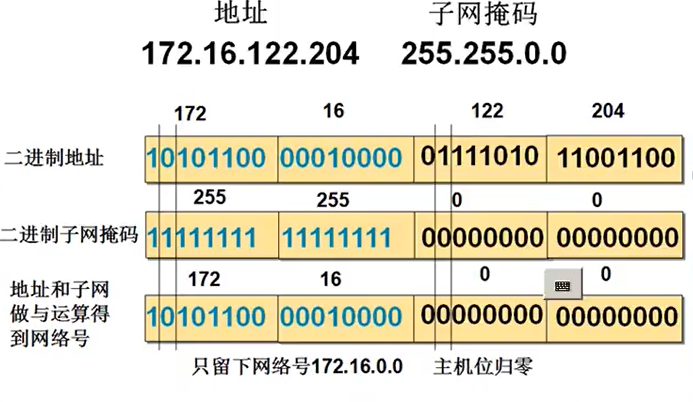 地址 子网掩码
172.16.122.204 255.255.0.0
172 16 122 204
二进制地址 10101100 00010000 01111010 11001100
255 255 0 0
二进制子网掩码 11111111 11111111 00000000 00000000
172 16 0 0
地址和子网
做与运算得
到网络号
10101100 00010000 00000000 00000000
只留下网络号172.16.0.0 主机位归零